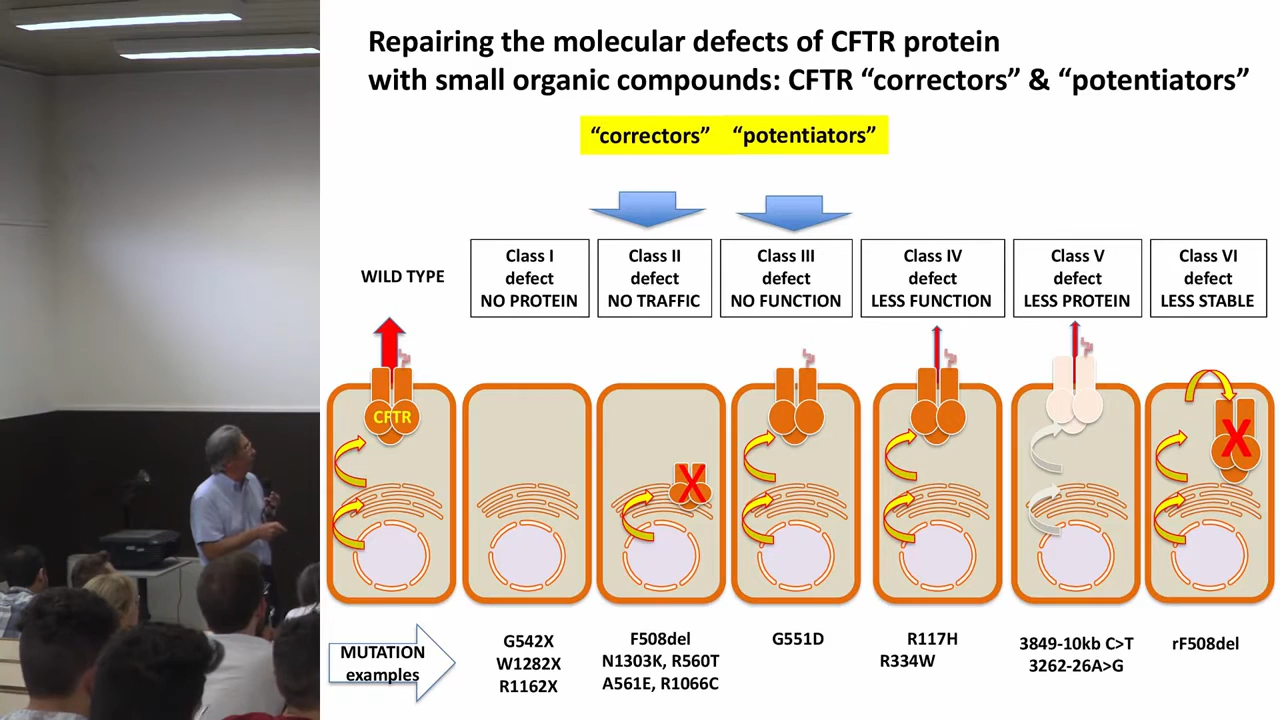 Repairing the molecular defects of CFTR protein
with small organic compounds: CFTR “correctors” & “potentiators”
“correctors” “potentiators”
WILD TYPE
Class I
defect
NO PROTEIN
Class II
defect
NO TRAFFIC
Class III
defect
NO FUNCTION
Class IV
defect
LESS FUNCTION
Class V
defect
LESS PROTEIN
Class VI
defect
LESS STABLE
CFTR
X
X
MUTATION
examples
G542X
W1282X
R1162X
F508del
N1303K, R560T
A561E, R1066C
G551D
R117H
R334W
3849-10kb C>T
3262-26A>G
rF508del